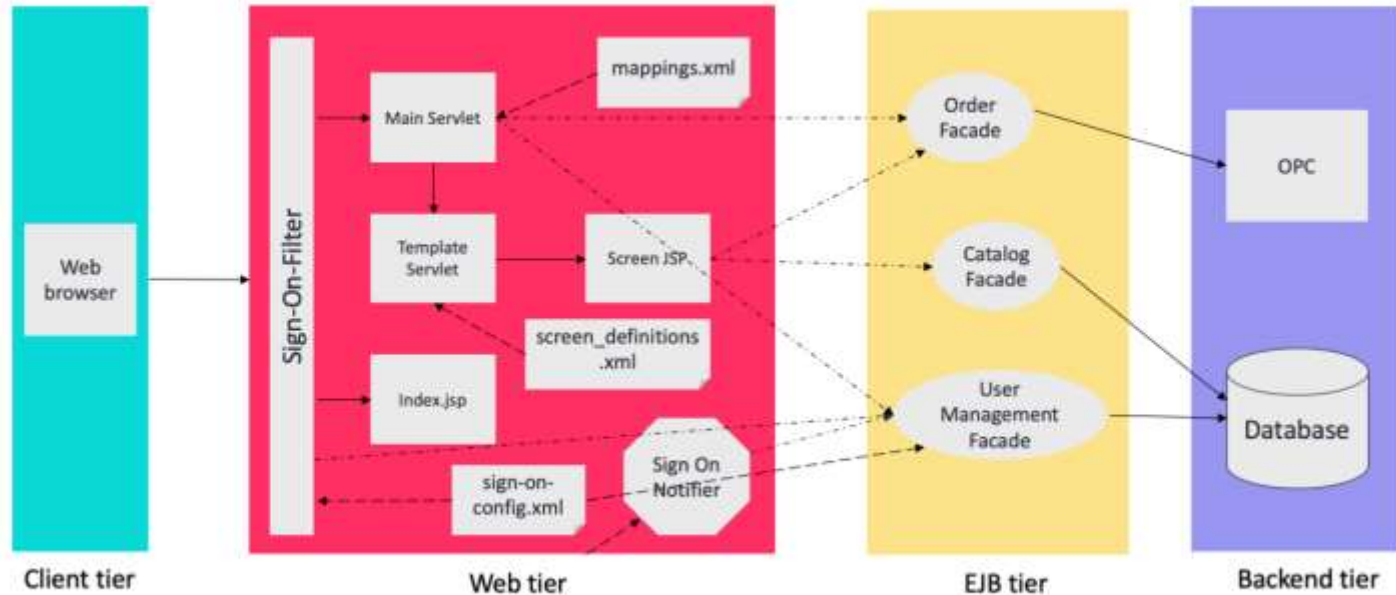 Web
browser
Client tier
Sign-On-Filter
Main Servlet
mappings.xml
Template
Servlet
Screen JSP
screen_definitions
.xml
Index.jsp
sign-on-
config.xml
Sign On
Notifier
Web tier
Order
Facade
Catalog
Facade
User
Management
Facade
EJB tier
OPC
Database
Backend tier